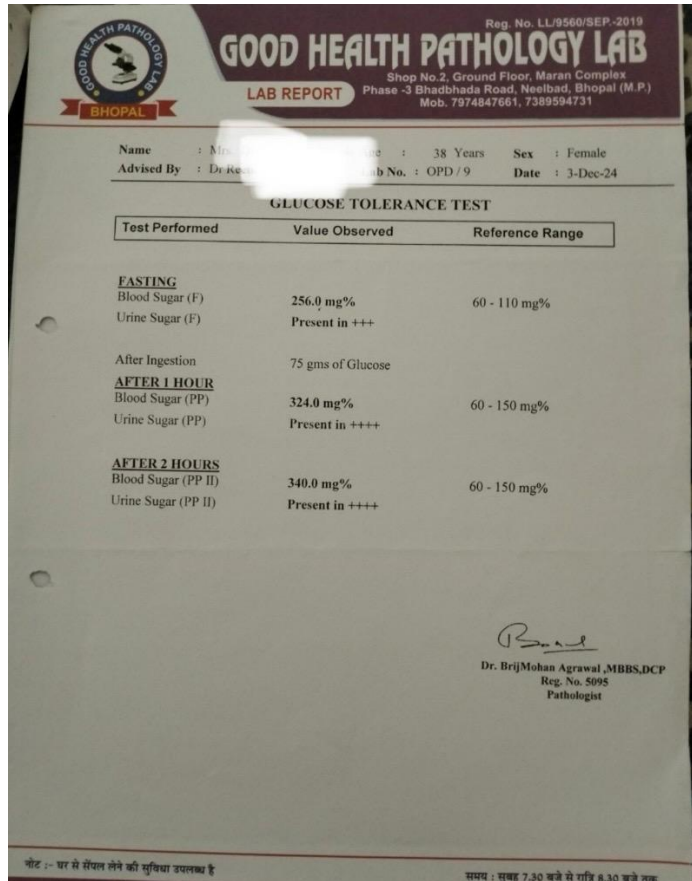 Reg. No. LL/9560/SEP.-2019
GOOD HEALTH PATHOLOGY LAB
GOOD HEALTH PATHOLOGY LAB
BHOPAL
LAB REPORT
Shop No.2, Ground Floor, Maran Complex
Phase -3 Bhadbhada Road, Neelbad, Bhopal (M.P.)
Mob. 7974847661, 7389594731
Name : : 38 Years Sex : Female
Advised By : Dr No. : OPD / 9 Date : 3-Dec-24
GLUCOSE TOLERANCE TEST
Test Performed Value Observed Reference Range
FASTING
Blood Sugar (F) 256.0 mg% 60 - 110 mg%
Urine Sugar (F) Present in +++
After Ingestion 75 gms of Glucose
AFTER 1 HOUR
Blood Sugar (PP) 324.0 mg% 60 - 150 mg%
Urine Sugar (PP) Present in ++++
AFTER 2 HOURS
Blood Sugar (PP II) 340.0 mg% 60 - 150 mg%
Urine Sugar (PP II) Present in ++++
Dr. BrijMohan Agrawal ,MBBS,DCP
Reg. No. 5095
Pathologist
नोट :- घर से सेंपल लेने की सुविधा उपलब्ध है
समय : सुबह 7.30 बजे से रात्रि 8.30 बजे तक